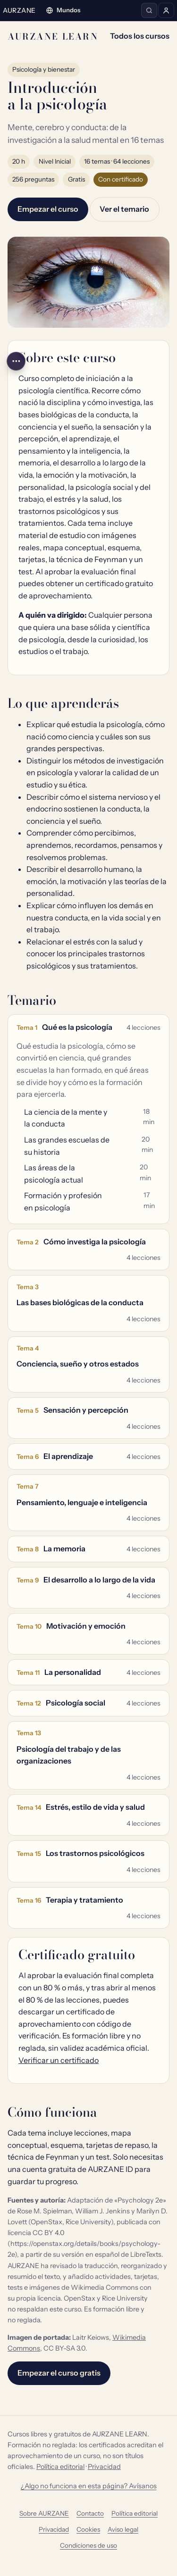 AURZANE Mundos
AURZANE LEARN Todos los cursos
Psicología y bienestar
Introducción
a la psicología
Mente, cerebro y conducta: de la
investigación a la salud mental en 16 temas
20 h Nivel Inicial 16 temas · 64 lecciones
256 preguntas Gratis Con certificado
Empezar el curso Ver el temario
Sobre este curso
Curso completo de iniciación a la
psicología científica. Recorre cómo
nació la disciplina y cómo investiga, las
bases biológicas de la conducta, la
conciencia y el sueño, la sensación y la
percepción, el aprendizaje, el
pensamiento y la inteligencia, la
memoria, el desarrollo a lo largo de la
vida, la emoción y la motivación, la
personalidad, la psicología social y del
trabajo, el estrés y la salud, los
trastornos psicológicos y sus
tratamientos. Cada tema incluye
material de estudio con imágenes
reales, mapa conceptual, esquema,
tarjetas, la técnica de Feynman y un
test. Al aprobar la evaluación final
puedes obtener un certificado gratuito
de aprovechamiento.
A quién va dirigido: Cualquier persona
que quiera una base sólida y científica
de la psicología, desde la curiosidad, los
estudios o el trabajo.
Lo que aprenderás
• Explicar qué estudia la psicología, cómo
nació como ciencia y cuáles son sus
grandes perspectivas.
• Distinguir los métodos de investigación
en psicología y valorar la calidad de un
estudio y su ética.
• Describir cómo el sistema nervioso y el
endocrino sostienen la conducta, la
conciencia y el sueño.
• Comprender cómo percibimos,
aprendemos, recordamos, pensamos y
resolvemos problemas.
• Describir el desarrollo humano, la
emoción, la motivación y las teorías de la
personalidad.
• Explicar cómo influyen los demás en
nuestra conducta, en la vida social y en
el trabajo.
• Relacionar el estrés con la salud y
conocer los principales trastornos
psicológicos y sus tratamientos.
Temario
Tema 1 Qué es la psicología 4 lecciones
Qué estudia la psicología, cómo se
convirtió en ciencia, qué grandes
escuelas la han formado, en qué áreas
se divide hoy y cómo es la formación
para ejercerla.
La ciencia de la mente y 18
la conducta min
Las grandes escuelas de 20
su historia min
Las áreas de la 20
psicología actual min
Formación y profesión 17
en psicología min
Tema 2 Cómo investiga la psicología
4 lecciones
Tema 3
Las bases biológicas de la conducta
4 lecciones
Tema 4
Conciencia, sueño y otros estados
4 lecciones
Tema 5 Sensación y percepción
4 lecciones
Tema 6 El aprendizaje 4 lecciones
Tema 7
Pensamiento, lenguaje e inteligencia
4 lecciones
Tema 8 La memoria 4 lecciones
Tema 9 El desarrollo a lo largo de la vida
4 lecciones
Tema 10 Motivación y emoción
4 lecciones
Tema 11 La personalidad 4 lecciones
Tema 12 Psicología social 4 lecciones
Tema 13
Psicología del trabajo y de las
organizaciones
4 lecciones
Tema 14 Estrés, estilo de vida y salud
4 lecciones
Tema 15 Los trastornos psicológicos
4 lecciones
Tema 16 Terapia y tratamiento
4 lecciones
Certificado gratuito
Al aprobar la evaluación final completa
con un 80 % o más, y tras abrir al menos
el 80 % de las lecciones, puedes
descargar un certificado de
aprovechamiento con código de
verificación. Es formación libre y no
reglada, sin validez académica oficial.
Verificar un certificado
Cómo funciona
Cada tema incluye lecciones, mapa
conceptual, esquema, tarjetas de repaso, la
técnica de Feynman y un test. Solo necesitas
una cuenta gratuita de AURZANE ID para
guardar tu progreso.
Fuentes y autoría: Adaptación de «Psychology 2e»
de Rose M. Spielman, William J. Jenkins y Marilyn D.
Lovett (OpenStax, Rice University), publicada con
licencia CC BY 4.0
(https://openstax.org/details/books/psychology-
2e), a partir de su versión en español de LibreTexts.
AURZANE ha revisado la traducción, reorganizado y
resumido el texto, y añadido actividades, tarjetas,
tests e imágenes de Wikimedia Commons con
su propia licencia. OpenStax y Rice University
no respaldan ni avalan este curso. Es formación libre y
no reglada.
Imagen de portada: Laitr Keiows, Wikimedia
Commons, CC BY-SA 3.0.
Empezar el curso gratis
Cursos libres y gratuitos de AURZANE LEARN.
Formación no reglada: los certificados acreditan el
aprovechamiento de un curso, no son títulos
oficiales. Política editorial · Privacidad
¿Algo no funciona en esta página? Avísanos
Sobre AURZANE Contacto Política editorial
Privacidad Cookies Aviso legal
Condiciones de uso